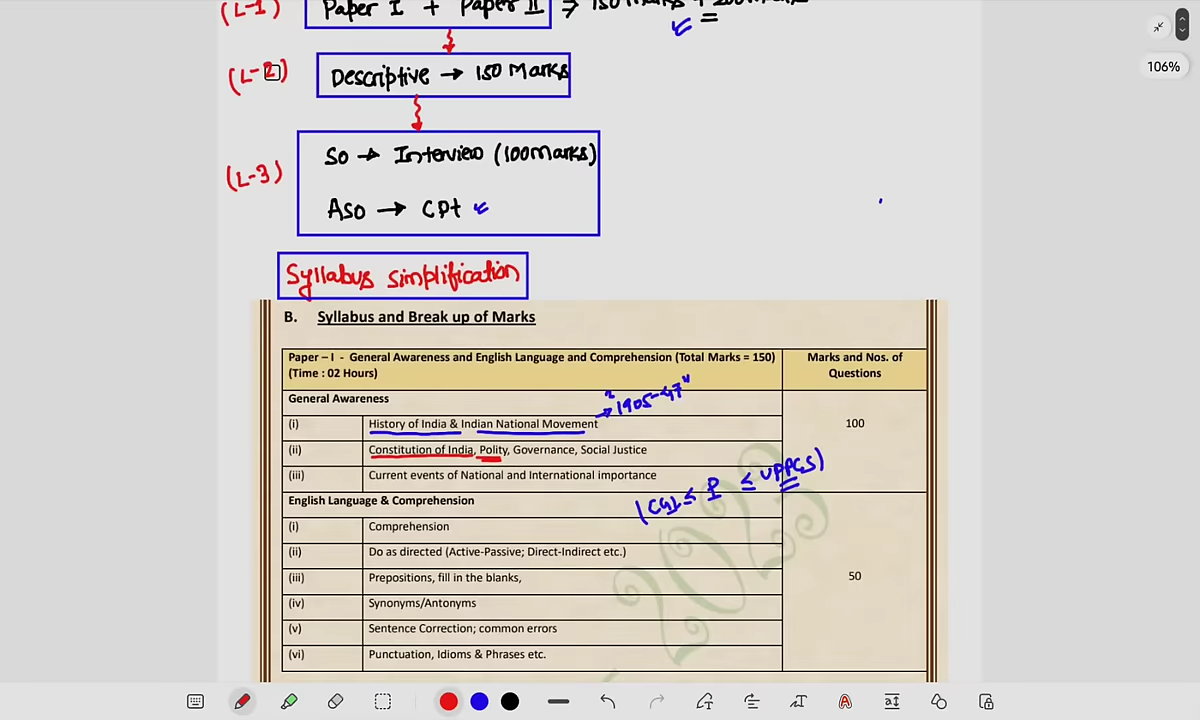 (L-1) Paper I + Paper II ⇒ 150 Marks
106%
(L-2) Descriptive → 150 Marks
(L-3) SO → Interview (100 Marks)
ASO → CPT
Syllabus simplification
B. Syllabus and Break up of Marks
Paper – I - General Awareness and English Language and Comprehension (Total Marks = 150) Marks and Nos. of
(Time : 02 Hours) Questions
General Awareness → 1905-47"
(i) History of India & Indian National Movement 100
(ii) Constitution of India, Polity, Governance, Social Justice
(iii) Current events of National and International importance
(CGL ≤ P ≤ UPPCS)
English Language & Comprehension
(i) Comprehension
(ii) Do as directed (Active-Passive; Direct-Indirect etc.)
(iii) Prepositions, fill in the blanks, 50
(iv) Synonyms/Antonyms
(v) Sentence Correction; common errors
(vi) Punctuation, Idioms & Phrases etc.
2023